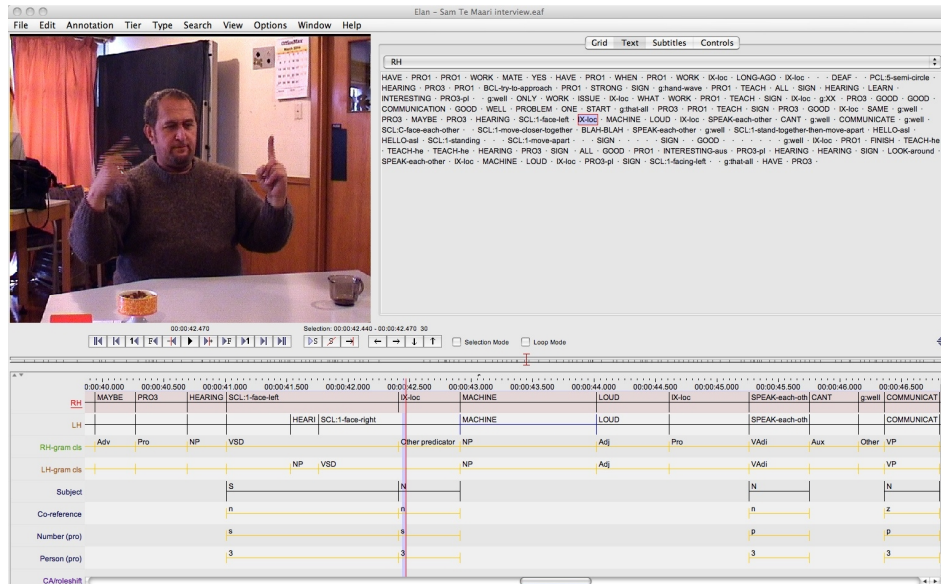 Elan - Sam Te Maari interview.eaf
File Edit Annotation Tier Type Search View Options Window Help
Grid Text Subtitles Controls
RH
HAVE · PRO1 · PRO1 · WORK · MATE · YES · HAVE · PRO1 · WHEN · PRO1 · WORK · IX-loc · LONG-AGO · IX-loc · · · DEAF · · PCL:5-semi-circle ·
HEARING · PRO3 · PRO1 · BCL-try-to-approach · PRO1 · STRONG · SIGN · g:hand-wave · PRO1 · TEACH · ALL · SIGN · HEARING · LEARN ·
INTERESTING · PRO3-pl · · g:well · ONLY · WORK · ISSUE · IX-loc · WHAT · WORK · PRO1 · TEACH · SIGN · IX-loc · g:XX · PRO3 · GOOD · GOOD ·
COMMUNICATION · GOOD · WELL · PROBLEM · ONE · START · g:that-all · PRO3 · PRO1 · TEACH · SIGN · PRO3 · GOOD · IX-loc · SAME · g:well ·
PRO3 · MAYBE · PRO3 · HEARING · SCL:1-face-left · IX-loc · MACHINE · LOUD · IX-loc · SPEAK-each-other · CANT · g:well · COMMUNICATE · g:well ·
SCL:C-face-each-other · · SCL:1-move-closer-together · BLAH-BLAH · SPEAK-each-other · g:well · SCL:1-stand-together-then-move-apart · HELLO-asl ·
HELLO-asl · SCL:1-standing · · · · SCL:1-move-apart · · · SIGN · · · SIGN · · GOOD · · · · · · g:well · IX-loc · PRO1 · FINISH · TEACH-he
· TEACH-he · TEACH-he · HEARING · PRO3 · SIGN · ALL · GOOD · PRO1 · INTERESTING-aus · PRO3-pl · HEARING · HEARING · SIGN · LOOK-around ·
SPEAK-each-other · IX-loc · MACHINE · LOUD · IX-loc · PRO3-pl · SIGN · SCL:1-facing-left · · g:that-all · HAVE · PRO3 ·
00:00:42.470
Selection: 00:00:42.440 - 00:00:42.470 30
Selection Mode Loop Mode
0:00:40.000 00:00:40.500 00:00:41.000 00:00:41.500 00:00:42.000 00:00:42.500 00:00:43.000 00:00:43.500 00:00:44.000 00:00:44.500 00:00:45.000 00:00:45.500 00:00:46.000 00:00:46.500
RH MAYBE PRO3 HEARING SCL:1-face-left IX-loc MACHINE LOUD IX-loc SPEAK-each-oth CANT g:well COMMUNICAT
LH HEARI SCL:1-face-right MACHINE LOUD SPEAK-each-oth COMMUNICAT
RH-gram cls Adv Pro NP VSD Other predicator NP Adj Pro VAdi Aux Other VP
LH-gram cls NP VSD NP Adj VAdi VP
Subject S N N N
Co-reference n n n z
Number (pro) s s p p
Person (pro) 3 3 3 3
CA/roleshift